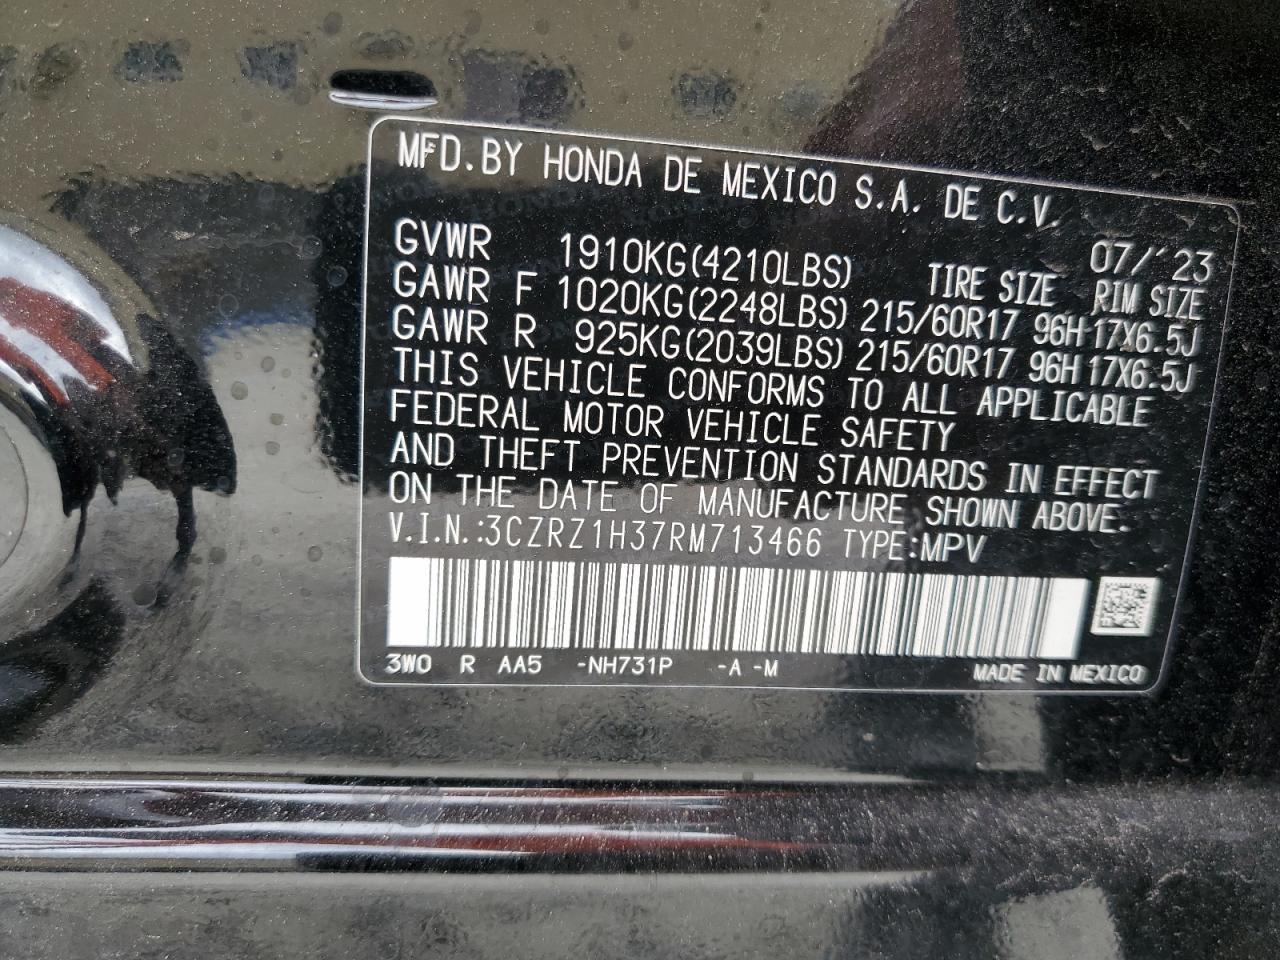 MFD. BY HONDA DE MEXICO S.A. DE C.V.
07/'23
GVWR 1910KG(4210LBS) TIRE SIZE RIM SIZE
GAWR F 1020KG(2248LBS) 215/60R17 96H 17X6.5J
GAWR R 925KG(2039LBS) 215/60R17 96H 17X6.5J
THIS VEHICLE CONFORMS TO ALL APPLICABLE
FEDERAL MOTOR VEHICLE SAFETY
AND THEFT PREVENTION STANDARDS IN EFFECT
ON THE DATE OF MANUFACTURE SHOWN ABOVE.
V.I.N.:3CZRZ1H37RM713466 TYPE:MPV
3W0 R AA5 -NH731P -A -M MADE IN MEXICO